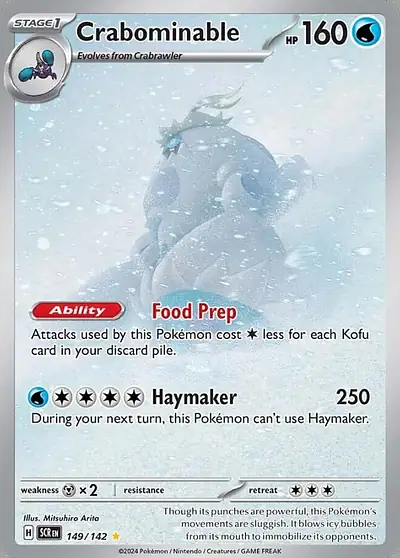 STAGE 1
Crabominable
HP 160
Evolves from Crabrawler
Ability Food Prep
Attacks used by this Pokémon cost less for each Kofu
card in your discard pile.
Haymaker 250
During your next turn, this Pokémon can't use Haymaker.
weakness ×2 resistance retreat
Illus. Mitsuhiro Arita
H SCR EN 149/142
Though its punches are powerful, this Pokémon's
movements are sluggish. It blows icy bubbles
from its mouth to immobilize its opponents.
©2024 Pokémon / Nintendo / Creatures / GAME FREAK